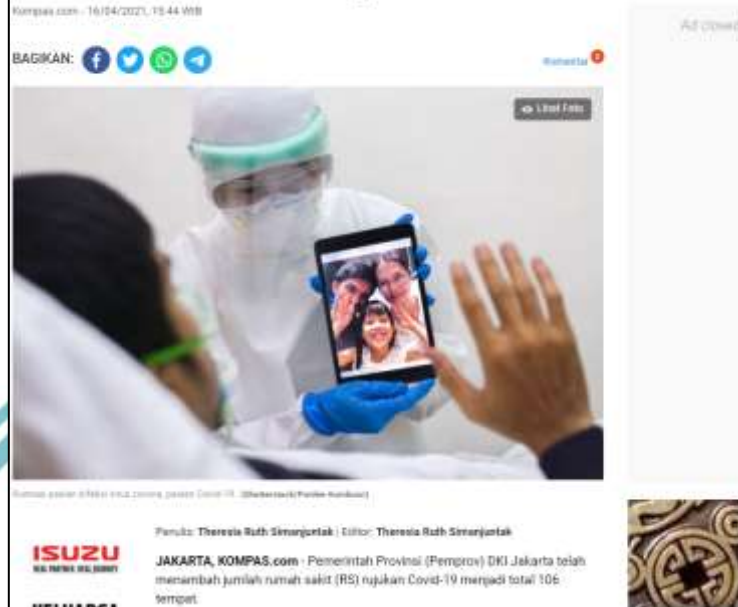 Kompas.com - 16/04/2021, 15:44 WIB
BAGIKAN:
Komentar
Lihat Foto
Penulis: Theresia Ruth Simanjuntak | Editor: Theresia Ruth Simanjuntak
ISUZU
JAKARTA, KOMPAS.com - Pemerintah Provinsi (Pemprov) DKI Jakarta telah
menambah jumlah rumah sakit (RS) rujukan Covid-19 menjadi total 106
tempat.
KELUARGA